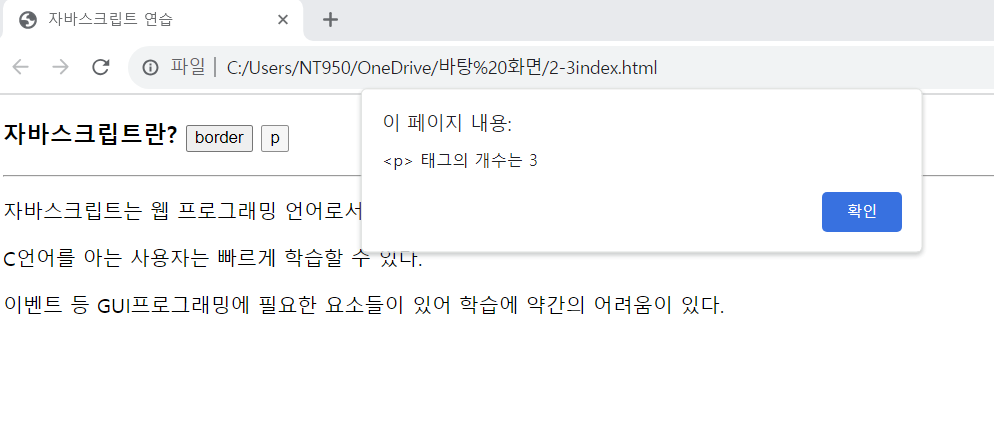 자바스크립트 연습
파일 | C:/Users/NT950/OneDrive/바탕%20화면/2-3index.html
이 페이지 내용:
<p> 태그의 개수는 3
확인
자바스크립트란? border p
자바스크립트는 웹 프로그래밍 언어로서
C언어를 아는 사용자는 빠르게 학습할 수 있다.
이벤트 등 GUI프로그래밍에 필요한 요소들이 있어 학습에 약간의 어려움이 있다.